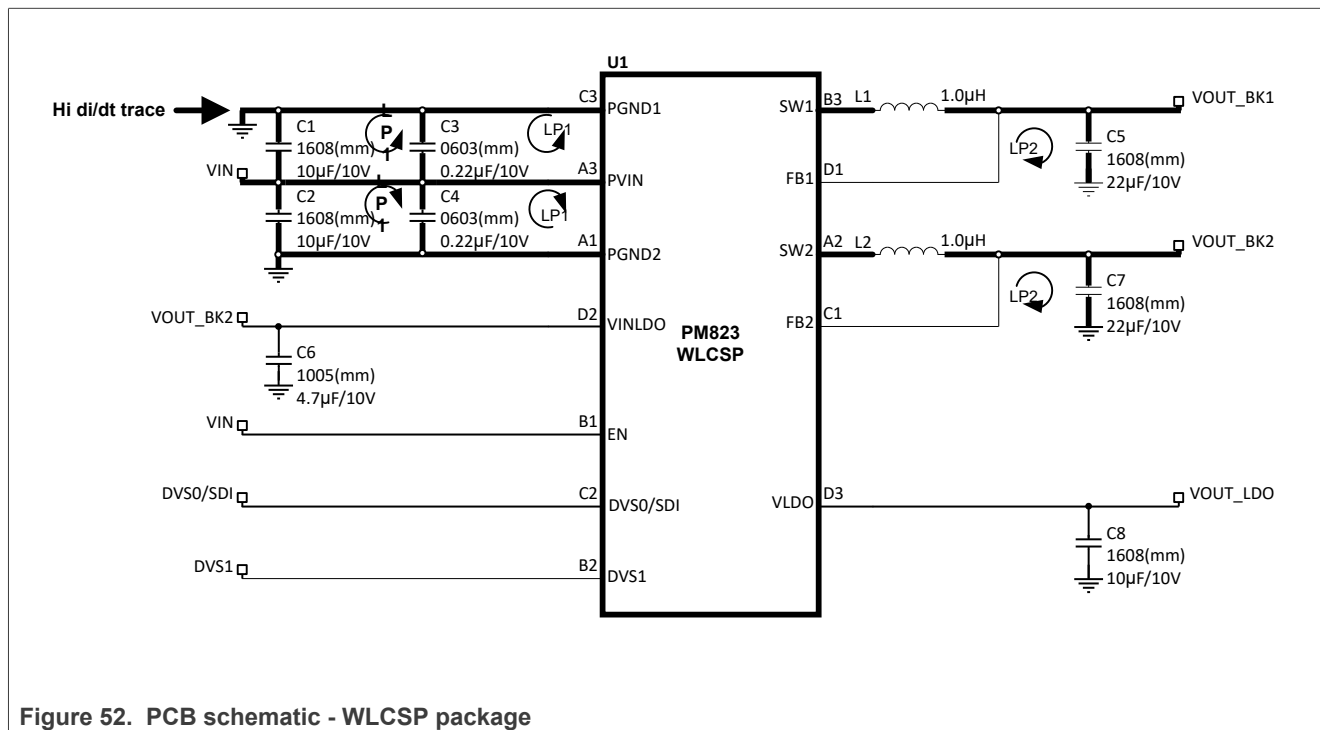 U1
Hi di/dt trace
C3
PGND1
SW1
B3
L1
1.0µH
VOUT_BK1
C1
1608(mm)
10µF/10V
L
P
1
C3
0603(mm)
0.22µF/10V
LP1
LP2
C5
1608(mm)
22µF/10V
VIN
A3
PVIN
FB1
D1
C2
1608(mm)
10µF/10V
L
P
1
C4
0603(mm)
0.22µF/10V
LP1
A1
PGND2
SW2
A2
L2
1.0µH
VOUT_BK2
LP2
C7
1608(mm)
22µF/10V
VOUT_BK2
D2
VINLDO
FB2
C1
PM823
WLCSP
C6
1005(mm)
4.7µF/10V
VIN
B1
EN
DVS0/SDI
C2
DVS0/SDI
VLDO
D3
VOUT_LDO
C8
1608(mm)
10µF/10V
DVS1
B2
DVS1
Figure 52. PCB schematic - WLCSP package